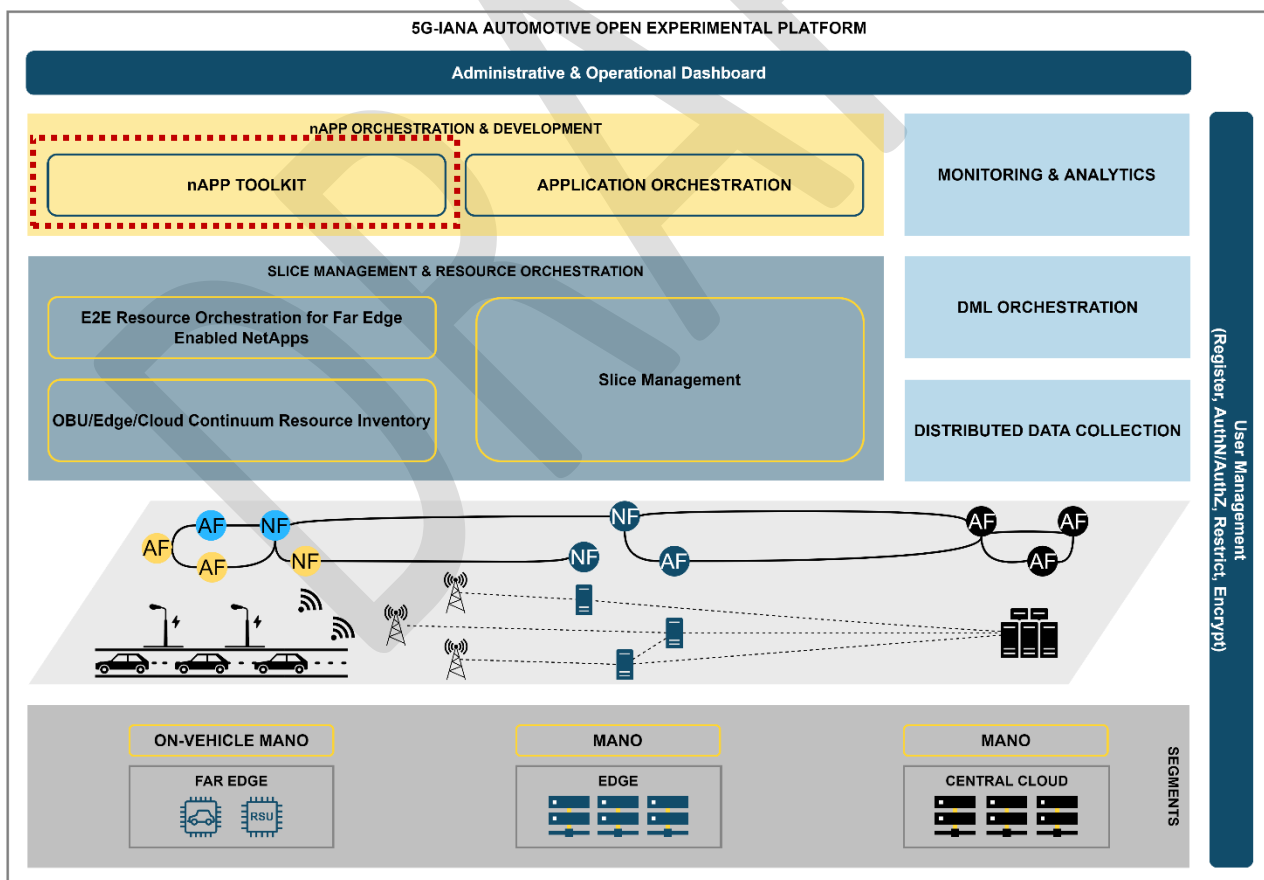 5G-IANA AUTOMOTIVE OPEN EXPERIMENTAL PLATFORM
Administrative & Operational Dashboard
nAPP ORCHESTRATION & DEVELOPMENT
nAPP TOOLKIT
APPLICATION ORCHESTRATION
MONITORING & ANALYTICS
SLICE MANAGEMENT & RESOURCE ORCHESTRATION
E2E Resource Orchestration for Far Edge
Enabled NetApps
OBU/Edge/Cloud Continuum Resource Inventory
Slice Management
DML ORCHESTRATION
DISTRIBUTED DATA COLLECTION
User Management
(Register, AuthN/AuthZ, Restrict, Encrypt)
AF
AF
NF
AF
NF
NF
NF
AF
AF
AF
AF
ON-VEHICLE MANO
MANO
MANO
FAR EDGE
RSU
EDGE
CENTRAL CLOUD
SEGMENTS
DRAF